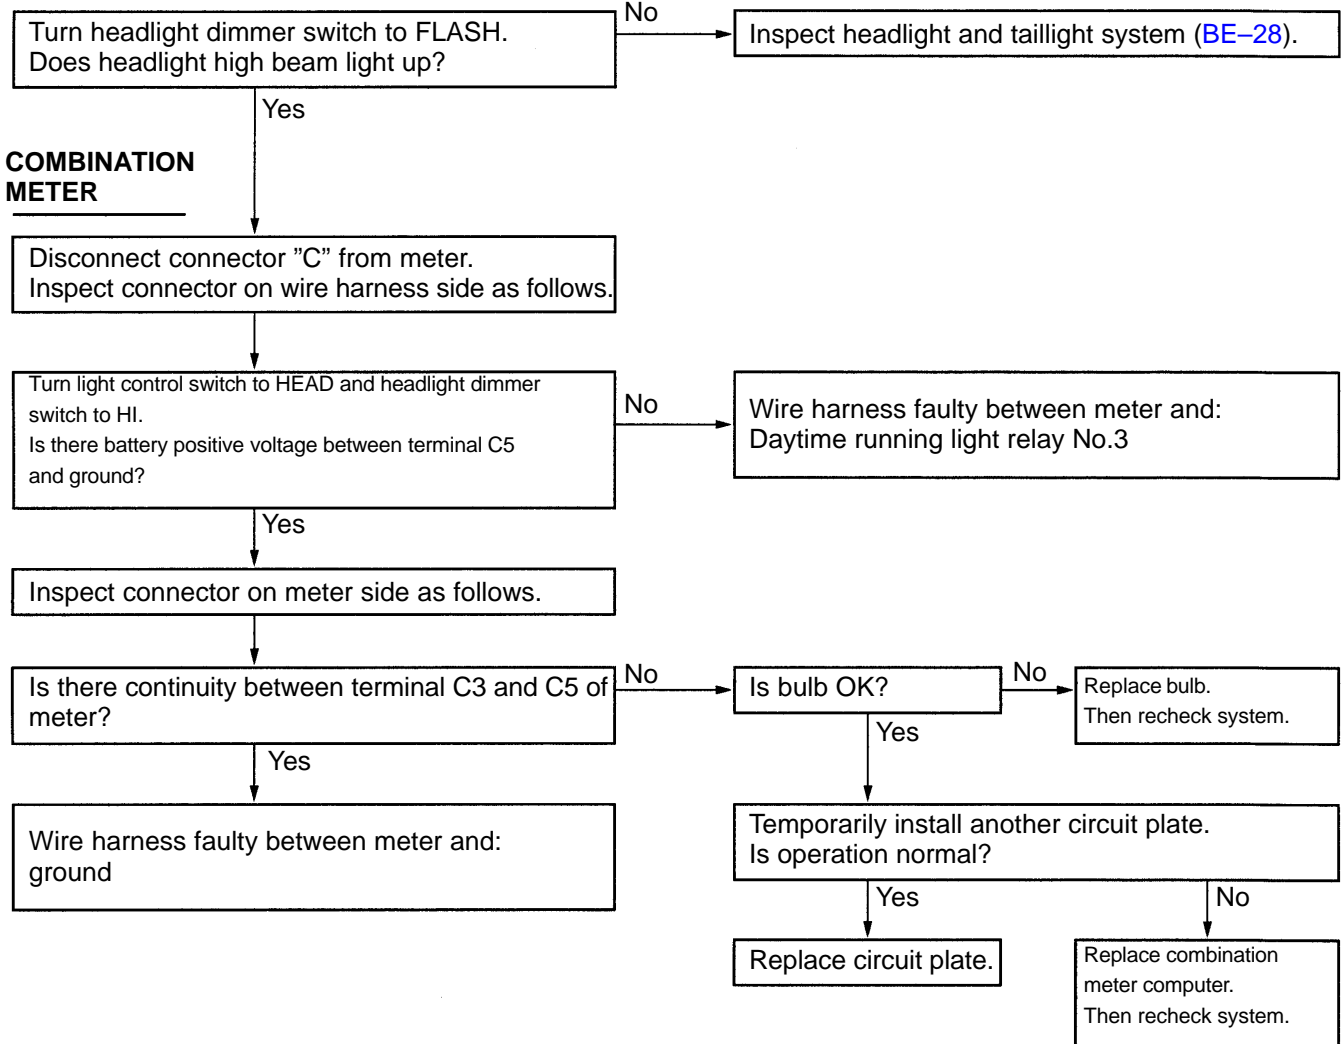 Turn headlight dimmer switch to FLASH.
Does headlight high beam light up?
No
Inspect headlight and taillight system (BE–28).
Yes
COMBINATION
METER
Disconnect connector ”C” from meter.
Inspect connector on wire harness side as follows.
Turn light control switch to HEAD and headlight dimmer
switch to HI.
Is there battery positive voltage between terminal C5
and ground?
No
Wire harness faulty between meter and:
Daytime running light relay No.3
Yes
Inspect connector on meter side as follows.
Is there continuity between terminal C3 and C5 of
meter?
No
Is bulb OK?
No
Replace bulb.
Then recheck system.
Yes
Yes
Wire harness faulty between meter and:
ground
Temporarily install another circuit plate.
Is operation normal?
Yes
No
Replace circuit plate.
Replace combination
meter computer.
Then recheck system.